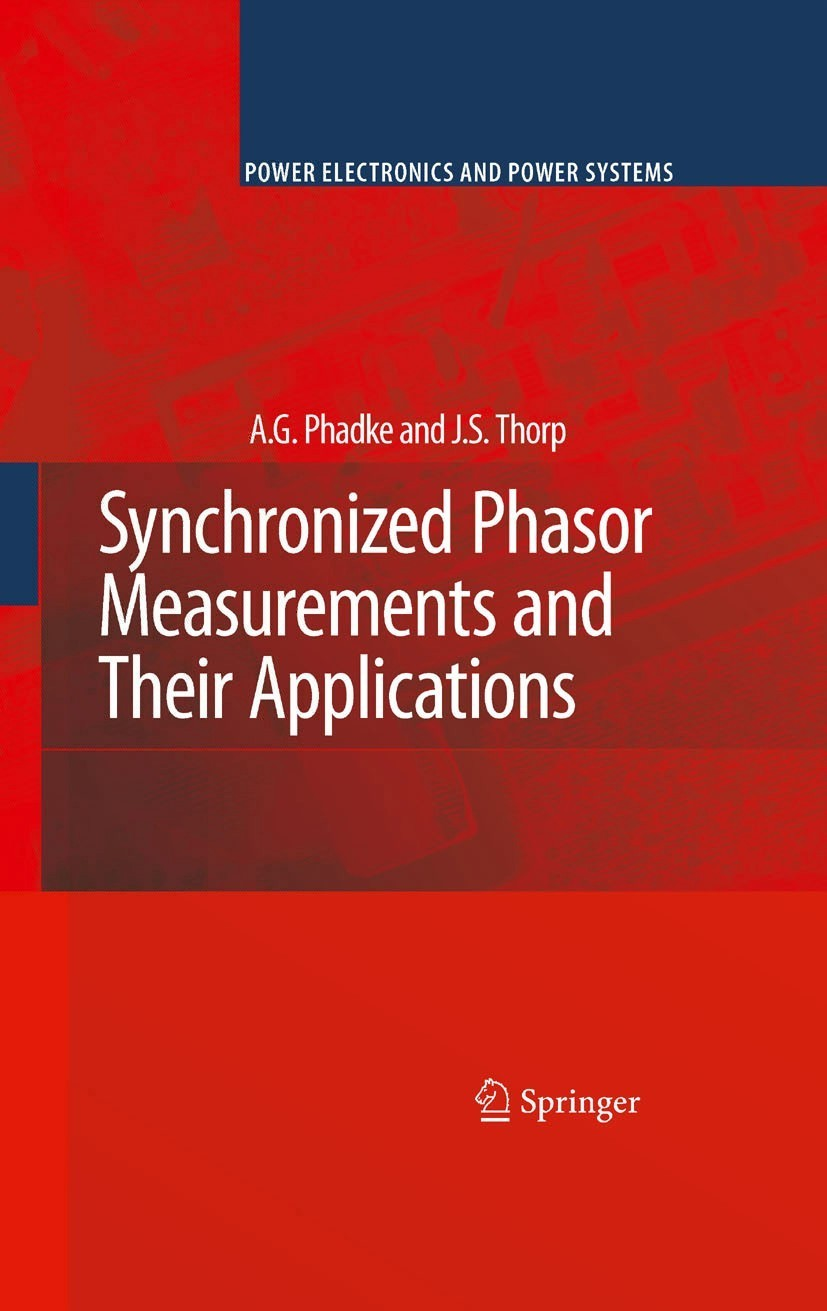 POWER ELECTRONICS AND POWER SYSTEMS
A.G. Phadke and J.S. Thorp
Synchronized Phasor
Measurements and
Their Applications
Springer